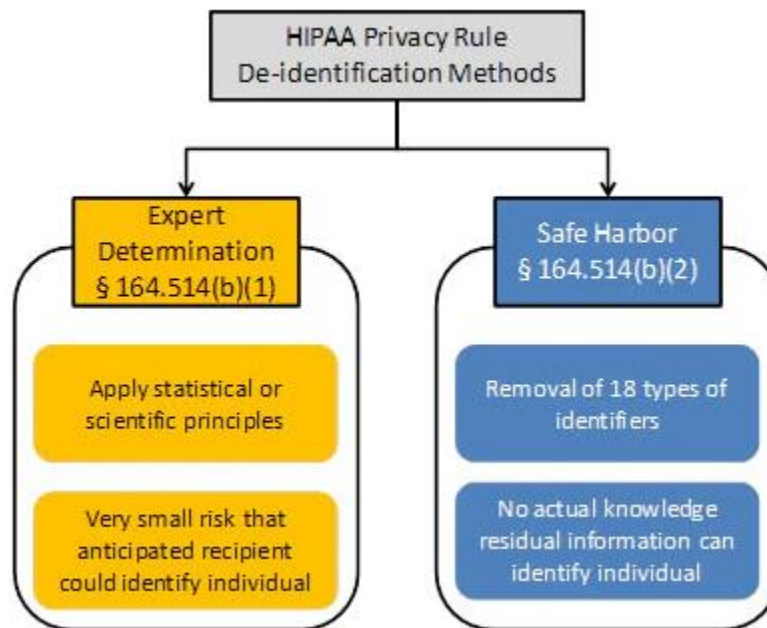 HIPAA Privacy Rule
De-identification Methods
Expert
Determination
§ 164.514(b)(1)
Apply statistical or
scientific principles
Very small risk that
anticipated recipient
could identify individual
Safe Harbor
§ 164.514(b)(2)
Removal of 18 types of
identifiers
No actual knowledge
residual information can
identify individual